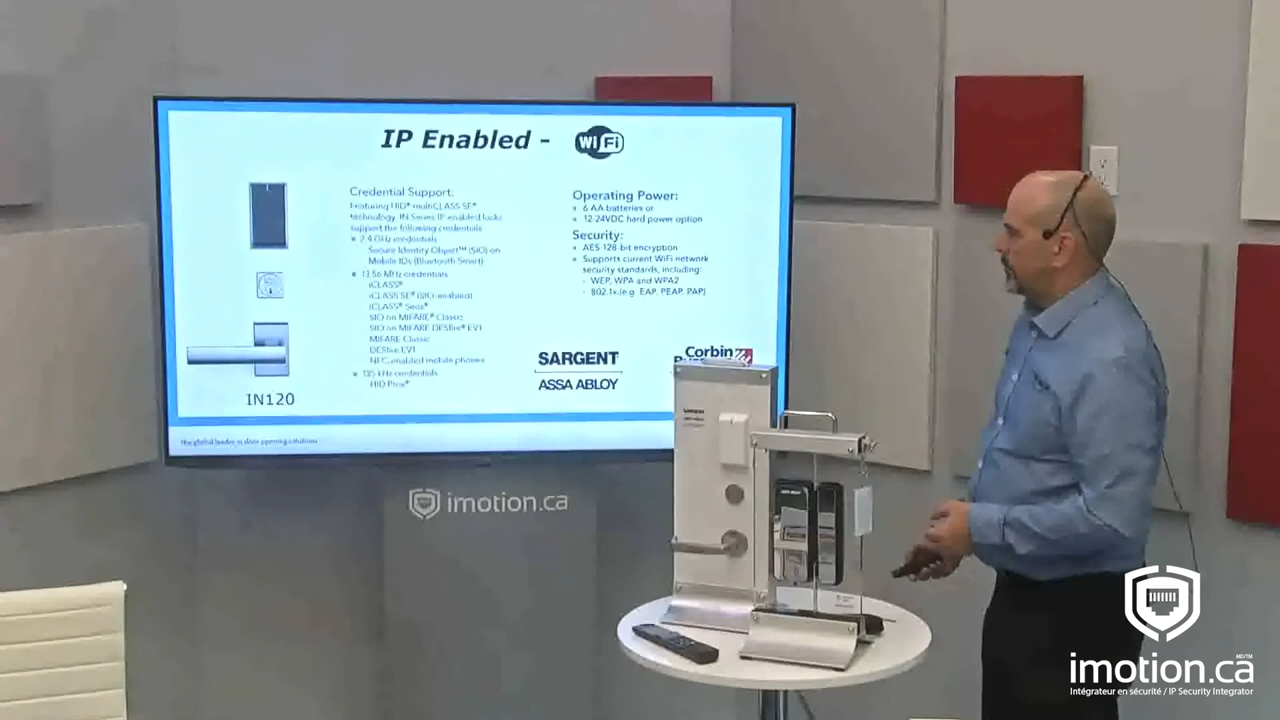 IP Enabled - WiFi
Credential Support:
Featuring HID® multiCLASS SE®
technology, IN Series IP-enabled locks
support the following credentials
2.4 GHz credentials
Secure Identity Object™ (SIO) on
Mobile IDs (Bluetooth Smart)
13.56 MHz credentials
iCLASS®
iCLASS SE® (SIO-enabled)
iCLASS® Seos®
SIO on MIFARE® Classic
SIO on MIFARE DESfire® EV1
MIFARE Classic
DESfire EV1
NFC-enabled mobile phones
125 kHz credentials
HID Prox®
IN120
Operating Power:
6 AA batteries or
12-24VDC hard power option
Security:
AES 128-bit encryption
Supports current WiFi network
security standards, including:
- WEP, WPA and WPA2
- 802.1x (e.g. EAP, PEAP, PAP)
SARGENT
ASSA ABLOY
Corbin
The global leader in door opening solutions
imotion.ca
imotion.ca
MD/TM
Intégrateur en sécurité / IP Security Integrator